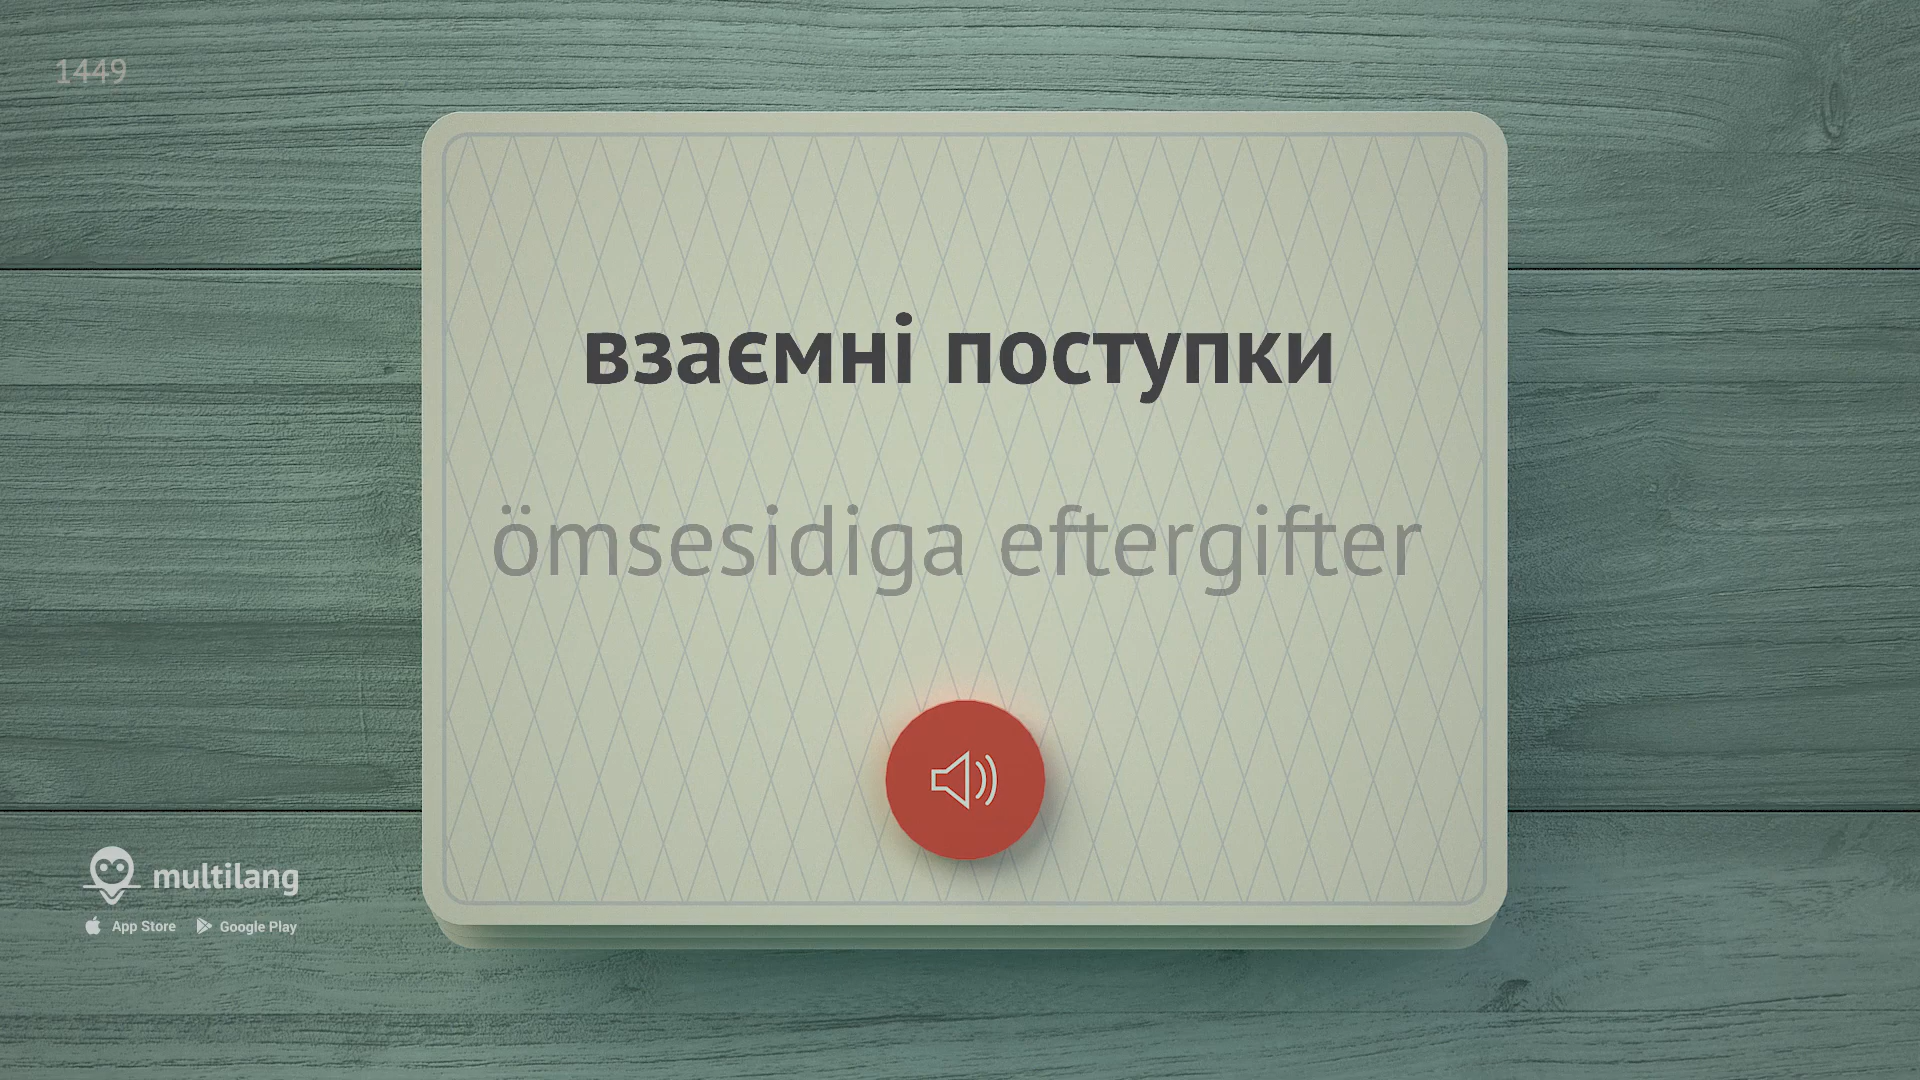 1449
взаємні поступки
ömsesidiga eftergifter
multilang
App Store Google Play